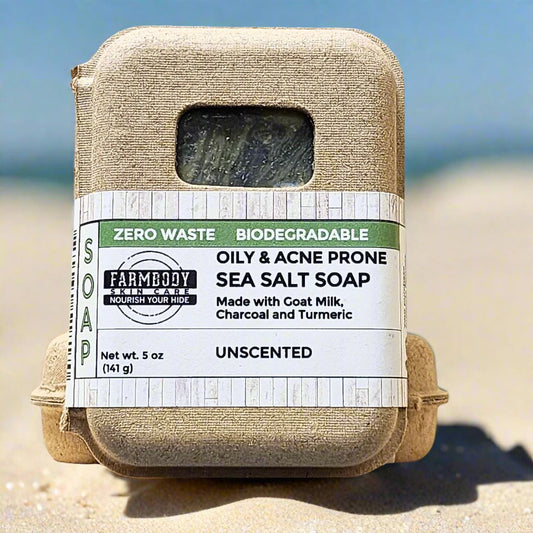 ZERO WASTE BIODEGRADABLE
SOAP
FARMBODY
SKIN CARE
NOURISH YOUR HIDE
OILY & ACNE PRONE
SEA SALT SOAP
Made with Goat Milk,
Charcoal and Turmeric
Net wt. 5 oz
(141 g)
UNSCENTED